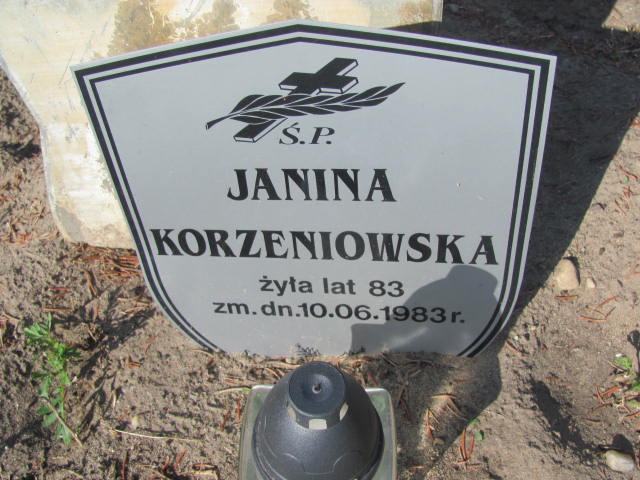 Ś.P.
JANINA
KORZENIOWSKA
żyła lat 83
zm. dn. 10.06.1983 r.